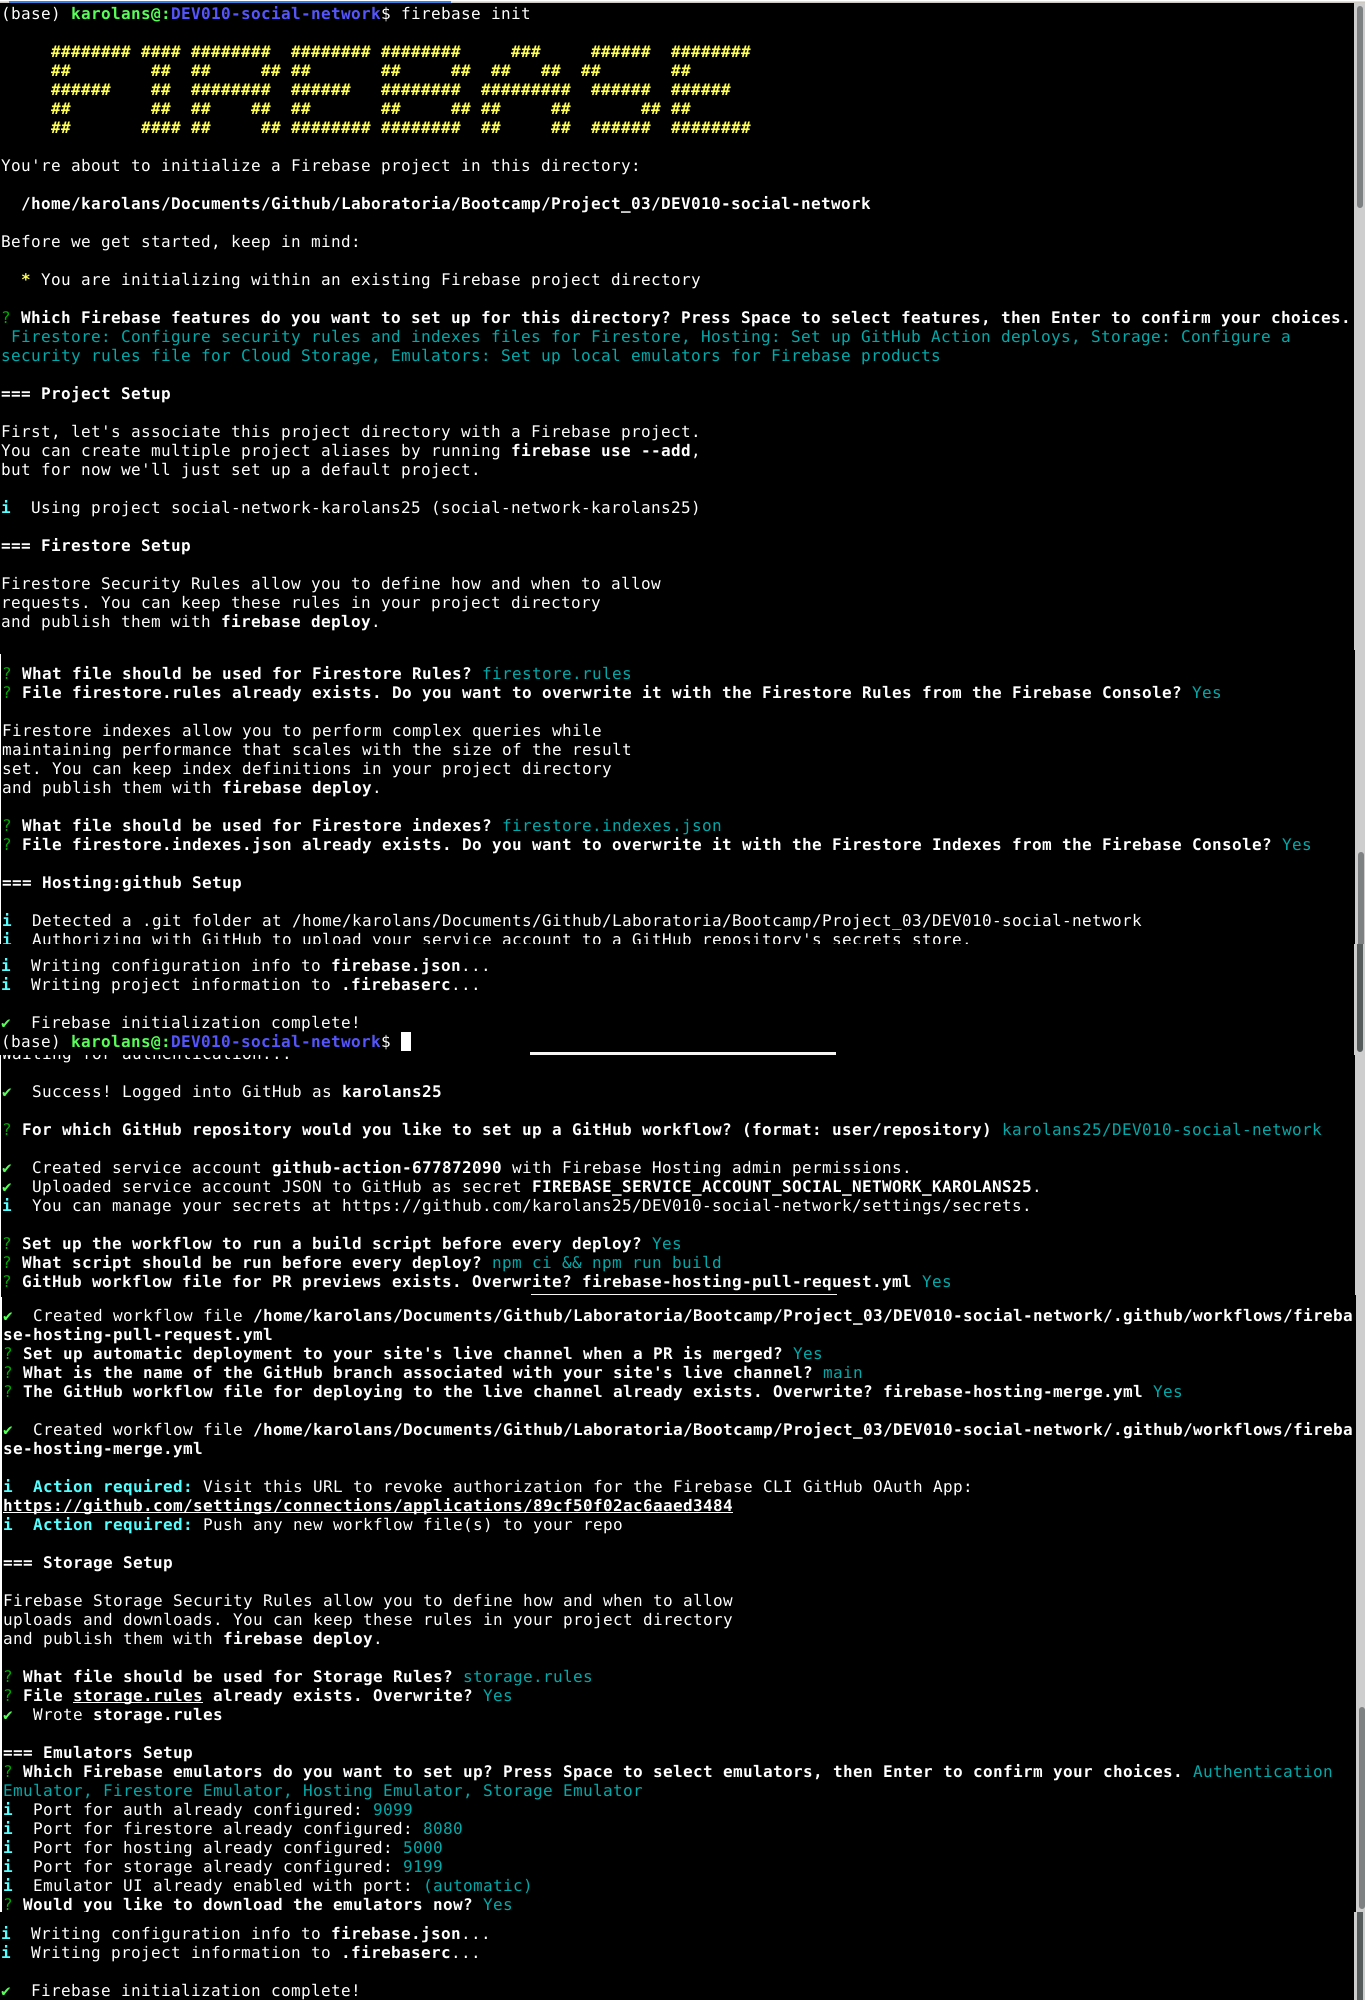 (base) karolans@:DEV010-social-network$ firebase init
######## #### ########  ######## ########     ###     ######  ########
##        ##  ##     ## ##       ##     ##  ##   ##  ##       ##
######    ##  ########  ######   ########  #########  ######  ######
##        ##  ##    ##  ##       ##     ## ##     ##       ## ##
##       #### ##     ## ######## ########  ##     ##  ######  ########
You're about to initialize a Firebase project in this directory:
/home/karolans/Documents/Github/Laboratoria/Bootcamp/Project_03/DEV010-social-network
Before we get started, keep in mind:
* You are initializing within an existing Firebase project directory
? Which Firebase features do you want to set up for this directory? Press Space to select features, then Enter to confirm your choices.
Firestore: Configure security rules and indexes files for Firestore, Hosting: Set up GitHub Action deploys, Storage: Configure a
security rules file for Cloud Storage, Emulators: Set up local emulators for Firebase products
=== Project Setup
First, let's associate this project directory with a Firebase project.
You can create multiple project aliases by running firebase use --add,
but for now we'll just set up a default project.
i  Using project social-network-karolans25 (social-network-karolans25)
=== Firestore Setup
Firestore Security Rules allow you to define how and when to allow
requests. You can keep these rules in your project directory
and publish them with firebase deploy.
? What file should be used for Firestore Rules? firestore.rules
? File firestore.rules already exists. Do you want to overwrite it with the Firestore Rules from the Firebase Console? Yes
Firestore indexes allow you to perform complex queries while
maintaining performance that scales with the size of the result
set. You can keep index definitions in your project directory
and publish them with firebase deploy.
? What file should be used for Firestore indexes? firestore.indexes.json
? File firestore.indexes.json already exists. Do you want to overwrite it with the Firestore Indexes from the Firebase Console? Yes
=== Hosting:github Setup
i  Detected a .git folder at /home/karolans/Documents/Github/Laboratoria/Bootcamp/Project_03/DEV010-social-network
i  Authorizing with GitHub to upload your service account to a GitHub repository's secrets store.
i  Writing configuration info to firebase.json...
i  Writing project information to .firebaserc...
✔  Firebase initialization complete!
(base) karolans@:DEV010-social-network$
Waiting for authentication...
✔  Success! Logged into GitHub as karolans25
? For which GitHub repository would you like to set up a GitHub workflow? (format: user/repository) karolans25/DEV010-social-network
✔  Created service account github-action-677872090 with Firebase Hosting admin permissions.
✔  Uploaded service account JSON to GitHub as secret FIREBASE_SERVICE_ACCOUNT_SOCIAL_NETWORK_KAROLANS25.
i  You can manage your secrets at https://github.com/karolans25/DEV010-social-network/settings/secrets.
? Set up the workflow to run a build script before every deploy? Yes
? What script should be run before every deploy? npm ci && npm run build
? GitHub workflow file for PR previews exists. Overwrite? firebase-hosting-pull-request.yml Yes
✔  Created workflow file /home/karolans/Documents/Github/Laboratoria/Bootcamp/Project_03/DEV010-social-network/.github/workflows/fireba
se-hosting-pull-request.yml
? Set up automatic deployment to your site's live channel when a PR is merged? Yes
? What is the name of the GitHub branch associated with your site's live channel? main
? The GitHub workflow file for deploying to the live channel already exists. Overwrite? firebase-hosting-merge.yml Yes
✔  Created workflow file /home/karolans/Documents/Github/Laboratoria/Bootcamp/Project_03/DEV010-social-network/.github/workflows/fireba
se-hosting-merge.yml
i  Action required: Visit this URL to revoke authorization for the Firebase CLI GitHub OAuth App:
https://github.com/settings/connections/applications/89cf50f02ac6aaed3484
i  Action required: Push any new workflow file(s) to your repo
=== Storage Setup
Firebase Storage Security Rules allow you to define how and when to allow
uploads and downloads. You can keep these rules in your project directory
and publish them with firebase deploy.
? What file should be used for Storage Rules? storage.rules
? File storage.rules already exists. Overwrite? Yes
✔  Wrote storage.rules
=== Emulators Setup
? Which Firebase emulators do you want to set up? Press Space to select emulators, then Enter to confirm your choices. Authentication
Emulator, Firestore Emulator, Hosting Emulator, Storage Emulator
i  Port for auth already configured: 9099
i  Port for firestore already configured: 8080
i  Port for hosting already configured: 5000
i  Port for storage already configured: 9199
i  Emulator UI already enabled with port: (automatic)
? Would you like to download the emulators now? Yes
i  Writing configuration info to firebase.json...
i  Writing project information to .firebaserc...
✔  Firebase initialization complete!